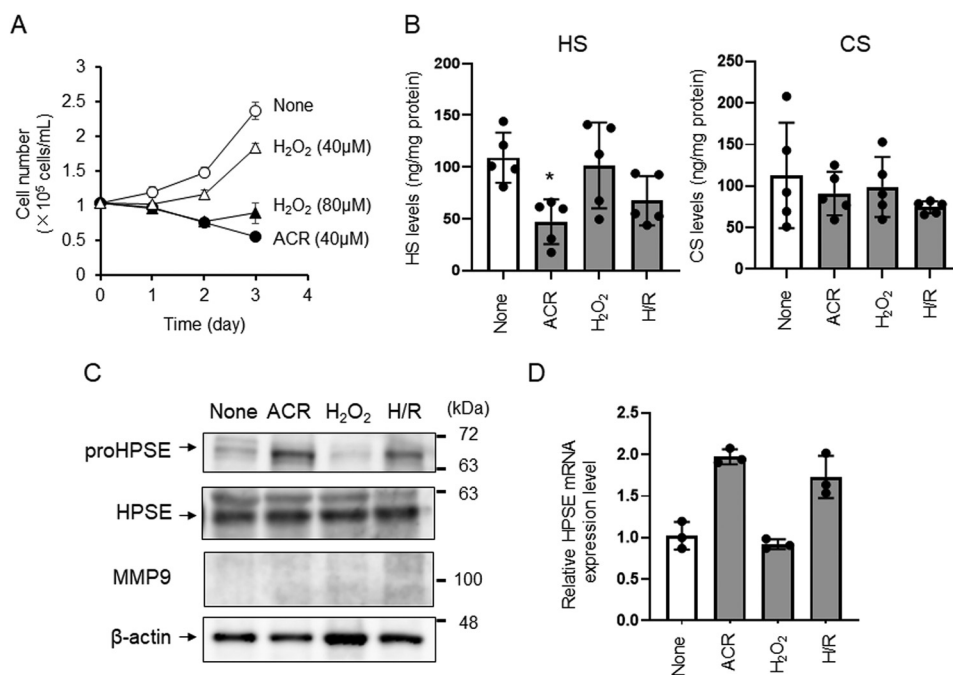 A
Cell number
(×10⁵ cells/mL)
3
2.5
2
1.5
1
0.5
0
0 1 2 3 4
Time (day)
None
H₂O₂ (40μM)
H₂O₂ (80μM)
ACR (40μM)
B
HS
HS levels (ng/mg protein)
200
150
100
50
0
*
None
ACR
H₂O₂
H/R
CS
CS levels (ng/mg protein)
250
200
150
100
50
0
None
ACR
H₂O₂
H/R
C
None ACR H₂O₂ H/R (kDa)
proHPSE
72
63
HPSE
63
MMP9
100
48
β-actin
D
Relative HPSE mRNA
expression level
2.5
2.0
1.5
1.0
0.5
0.0
None
ACR
H₂O₂
H/R